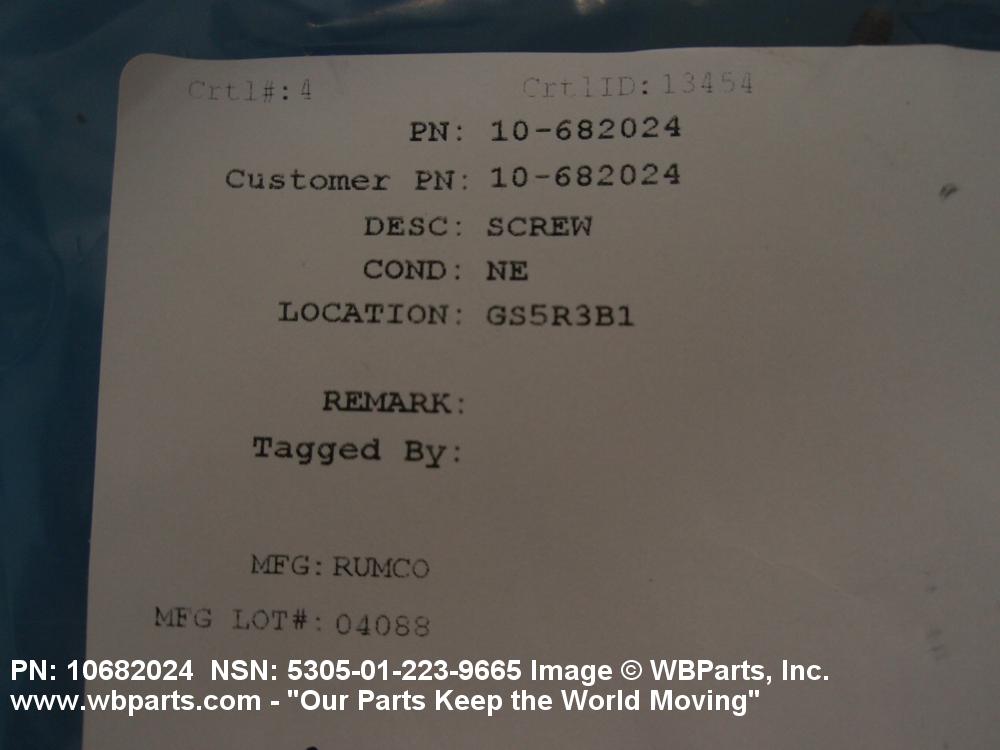 Crtl#: 4 CrtlID: 13454
PN: 10-682024
Customer PN: 10-682024
DESC: SCREW
COND: NE
LOCATION: GS5R3B1
REMARK:
Tagged By:
MFG: RUMCO
MFG LOT#: 04088
PN: 10682024 NSN: 5305-01-223-9665 Image © WBParts, Inc.
www.wbparts.com - "Our Parts Keep the World Moving"